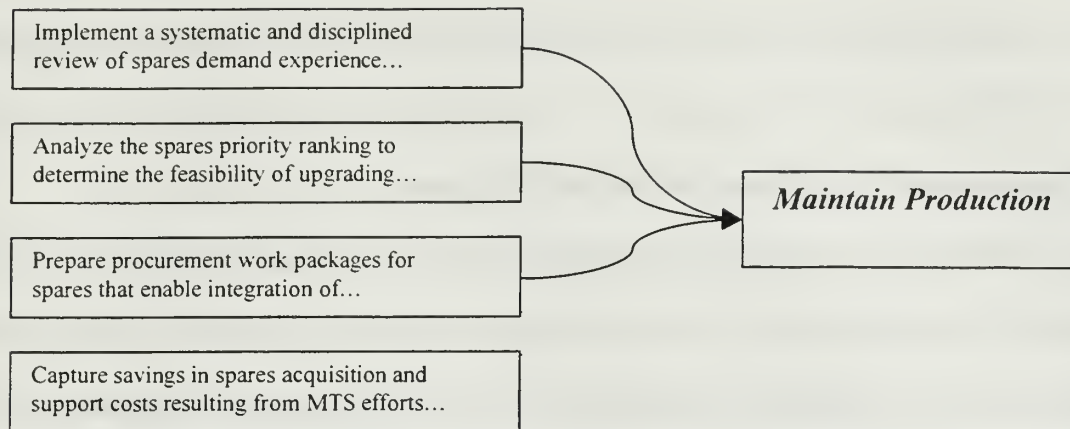 Implement a systematic and disciplined
review of spares demand experience…
Analyze the spares priority ranking to
determine the feasibility of upgrading…
Prepare procurement work packages for
spares that enable integration of…
Capture savings in spares acquisition and
support costs resulting from MTS efforts…
Maintain Production